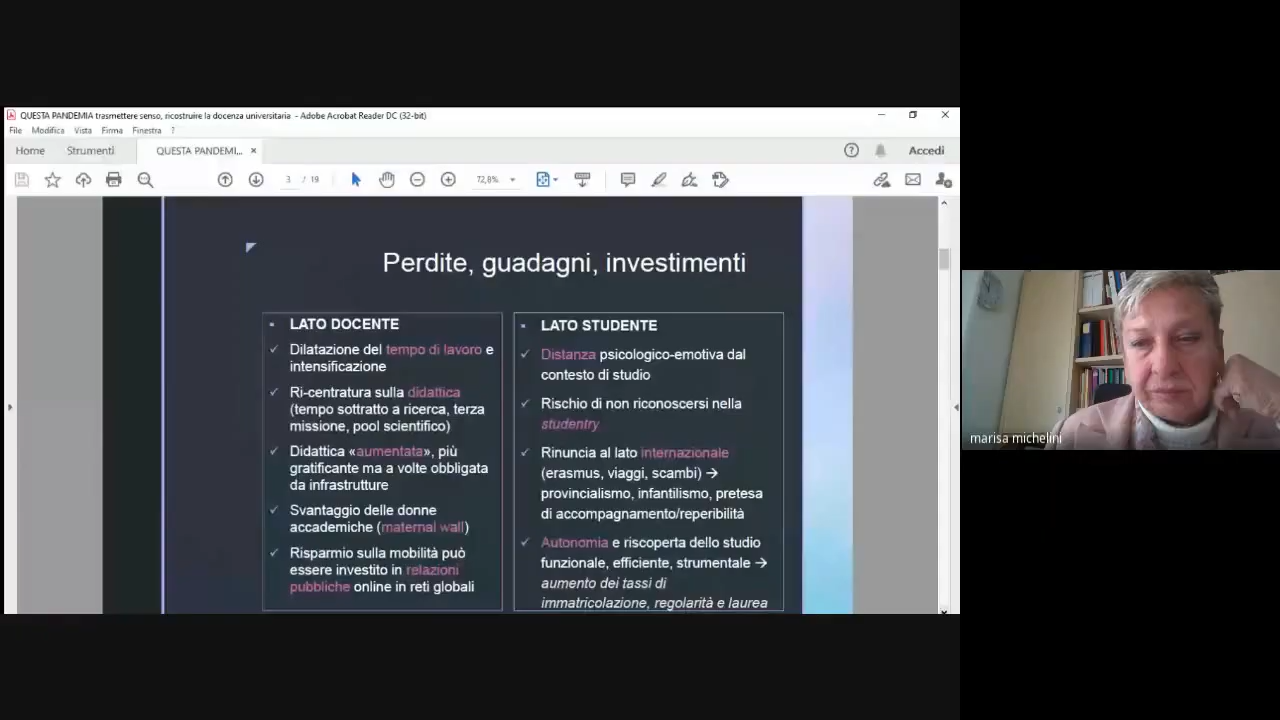 QUESTA PANDEMIA trasmettere senso, ricostruire la docenza universitaria - Adobe Acrobat Reader DC (32-bit)
File Modifica Vista Firma Finestra ?
Home Strumenti QUESTA PANDEMI... × Accedi
3 / 19 72,8%
Perdite, guadagni, investimenti
▪ LATO DOCENTE
✓ Dilatazione del tempo di lavoro e
intensificazione
✓ Ri-centratura sulla didattica
(tempo sottratto a ricerca, terza
missione, pool scientifico)
✓ Didattica «aumentata», più
gratificante ma a volte obbligata
da infrastrutture
✓ Svantaggio delle donne
accademiche (maternal wall)
✓ Risparmio sulla mobilità può
essere investito in relazioni
pubbliche online in reti globali
▪ LATO STUDENTE
✓ Distanza psicologico-emotiva dal
contesto di studio
✓ Rischio di non riconoscersi nella
studentry
✓ Rinuncia al lato internazionale
(erasmus, viaggi, scambi) →
provincialismo, infantilismo, pretesa
di accompagnamento/reperibilità
✓ Autonomia e riscoperta dello studio
funzionale, efficiente, strumentale →
aumento dei tassi di
immatricolazione, regolarità e laurea
marisa michelini